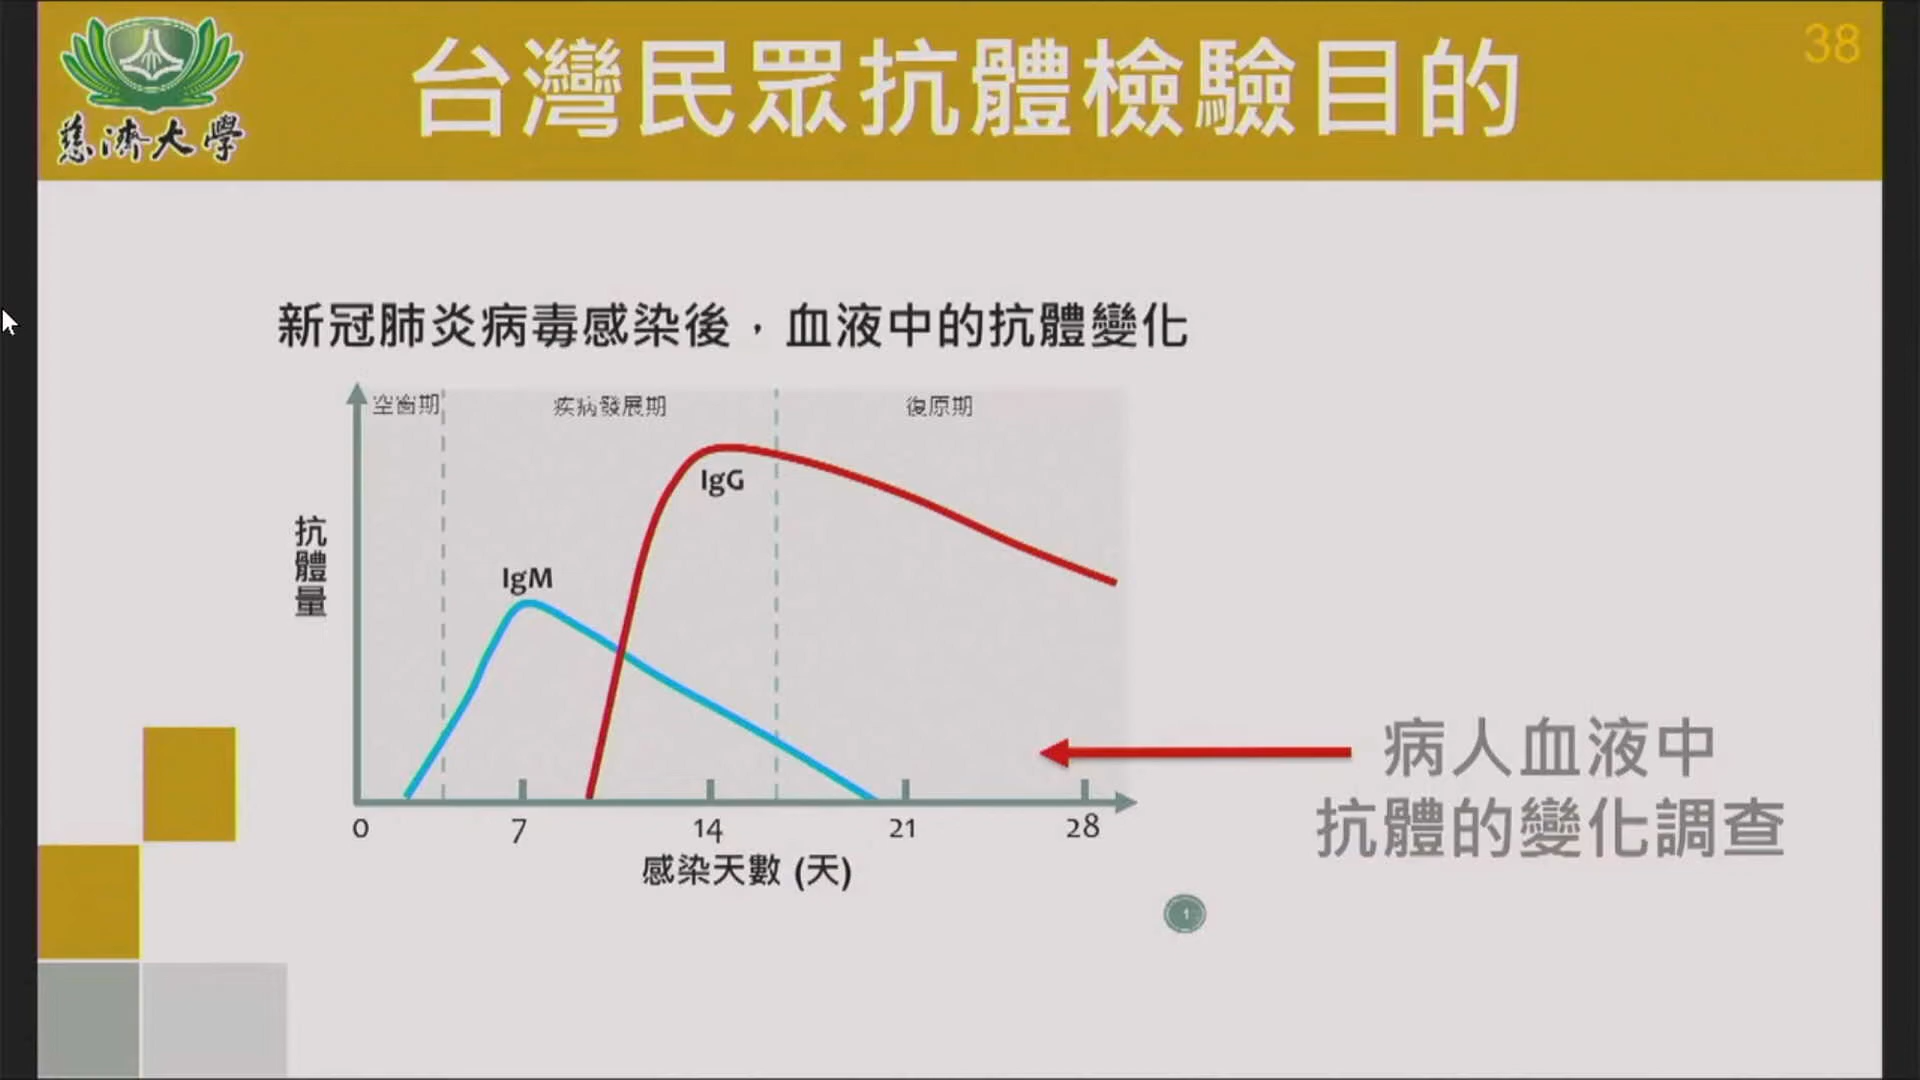 慈濟大學
台灣民眾抗體檢驗目的
38
新冠肺炎病毒感染後，血液中的抗體變化
空窗期
疾病發展期
復原期
抗體量
IgG
IgM
0 7 14 21 28
感染天數 (天)
病人血液中
抗體的變化調查
1